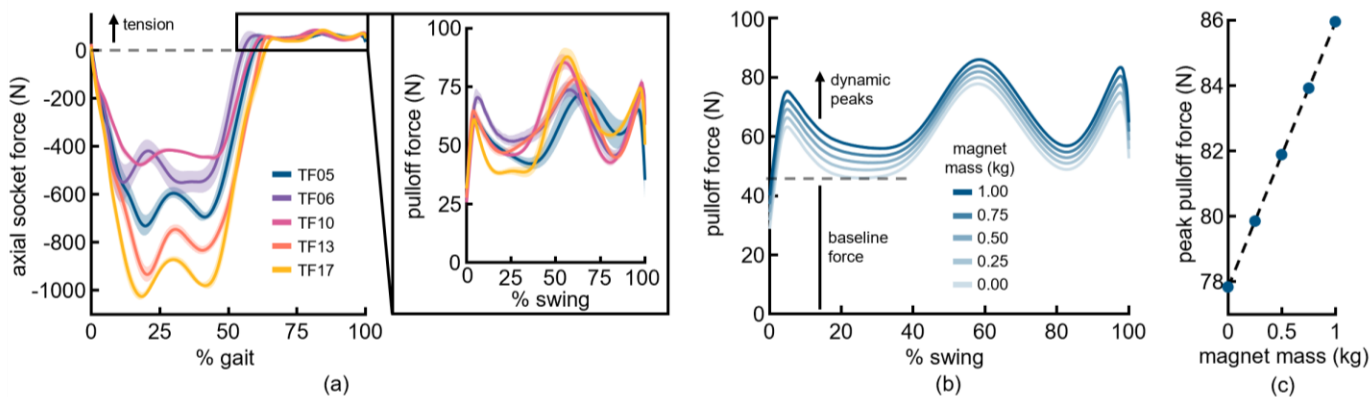 tension
axial socket force (N)
0
-200
-400
-600
-800
-1000
TF05
TF06
TF10
TF13
TF17
0
25
50
75
100
% gait
(a)
pulloff force (N)
100
75
50
25
0
0
25
50
75
100
% swing
pulloff force (N)
100
80
60
40
20
0
dynamic
peaks
magnet
mass (kg)
1.00
0.75
0.50
0.25
0.00
baseline
force
0
20
40
60
80
100
% swing
(b)
peak pulloff force (N)
86
84
82
80
78
0
0.5
1
magnet mass (kg)
(c)